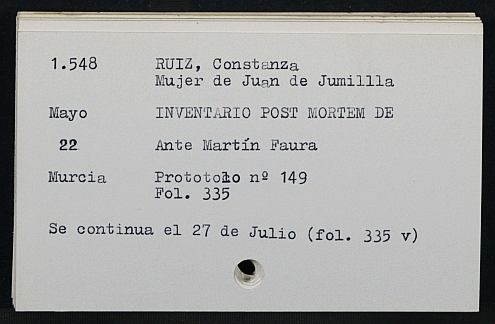 1.548 RUIZ, Constanza
Mujer de Juan de Jumillla
Mayo INVENTARIO POST MORTEM DE
22 Ante Martín Faura
Murcia Prototolo nº 149
Fol. 335
Se continua el 27 de Julio (fol. 335 v)